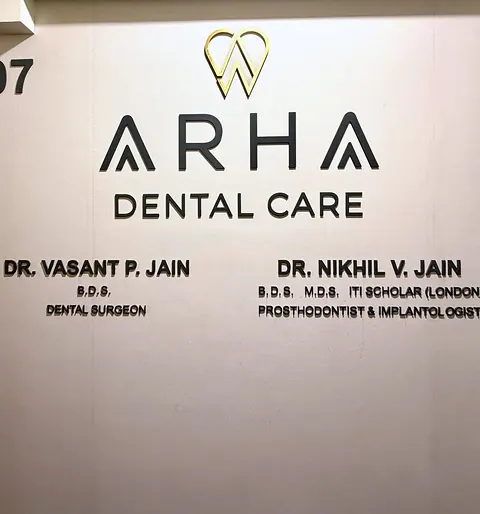 07
ARHA
DENTAL CARE
DR. VASANT P. JAIN
B.D.S.
DENTAL SURGEON
DR. NIKHIL V. JAIN
B.D.S. M.D.S. ITI SCHOLAR (LONDON
PROSTHODONTIST & IMPLANTOLOGIST